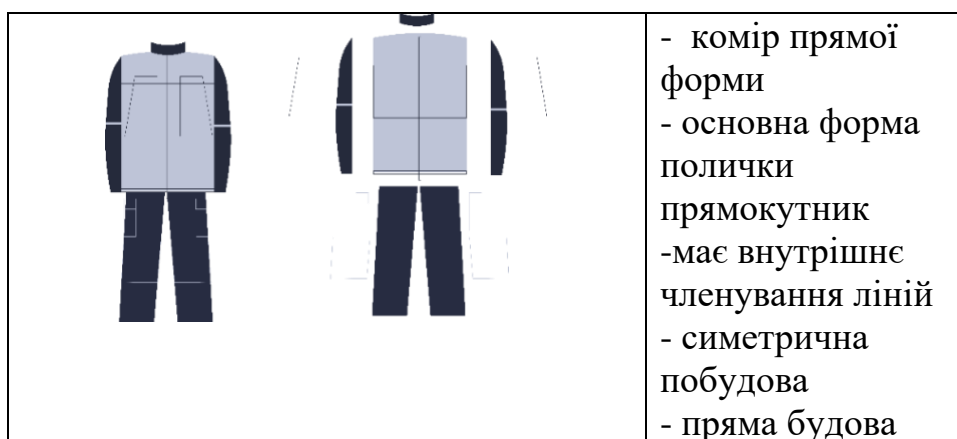 - комір прямої
форми
- основна форма
полички
прямокутник
-має внутрішнє
членування ліній
- симетрична
побудова
- пряма будова